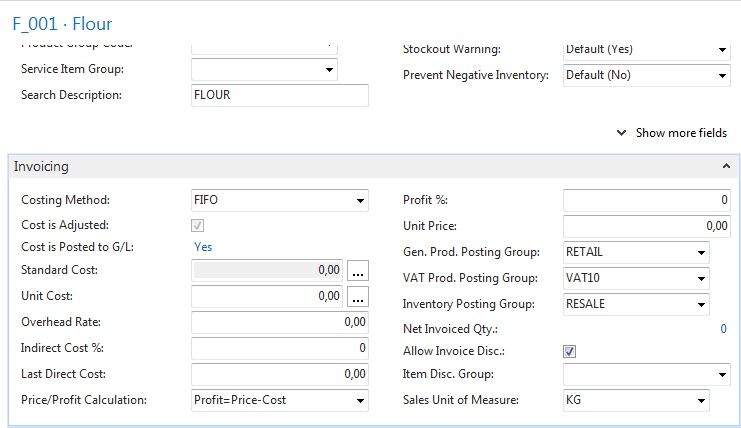 F_001 · Flour
Product Group Code:
Stockout Warning: Default (Yes)
Service Item Group:
Prevent Negative Inventory: Default (No)
Search Description: FLOUR
Show more fields
Invoicing
Costing Method: FIFO
Profit %: 0
Cost is Adjusted:
Unit Price: 0,00
Cost is Posted to G/L: Yes
Gen. Prod. Posting Group: RETAIL
Standard Cost: 0,00 ...
VAT Prod. Posting Group: VAT10
Unit Cost: 0,00 ...
Inventory Posting Group: RESALE
Overhead Rate: 0,00
Net Invoiced Qty.: 0
Indirect Cost %: 0
Allow Invoice Disc.:
Last Direct Cost: 0,00
Item Disc. Group:
Price/Profit Calculation: Profit=Price-Cost
Sales Unit of Measure: KG